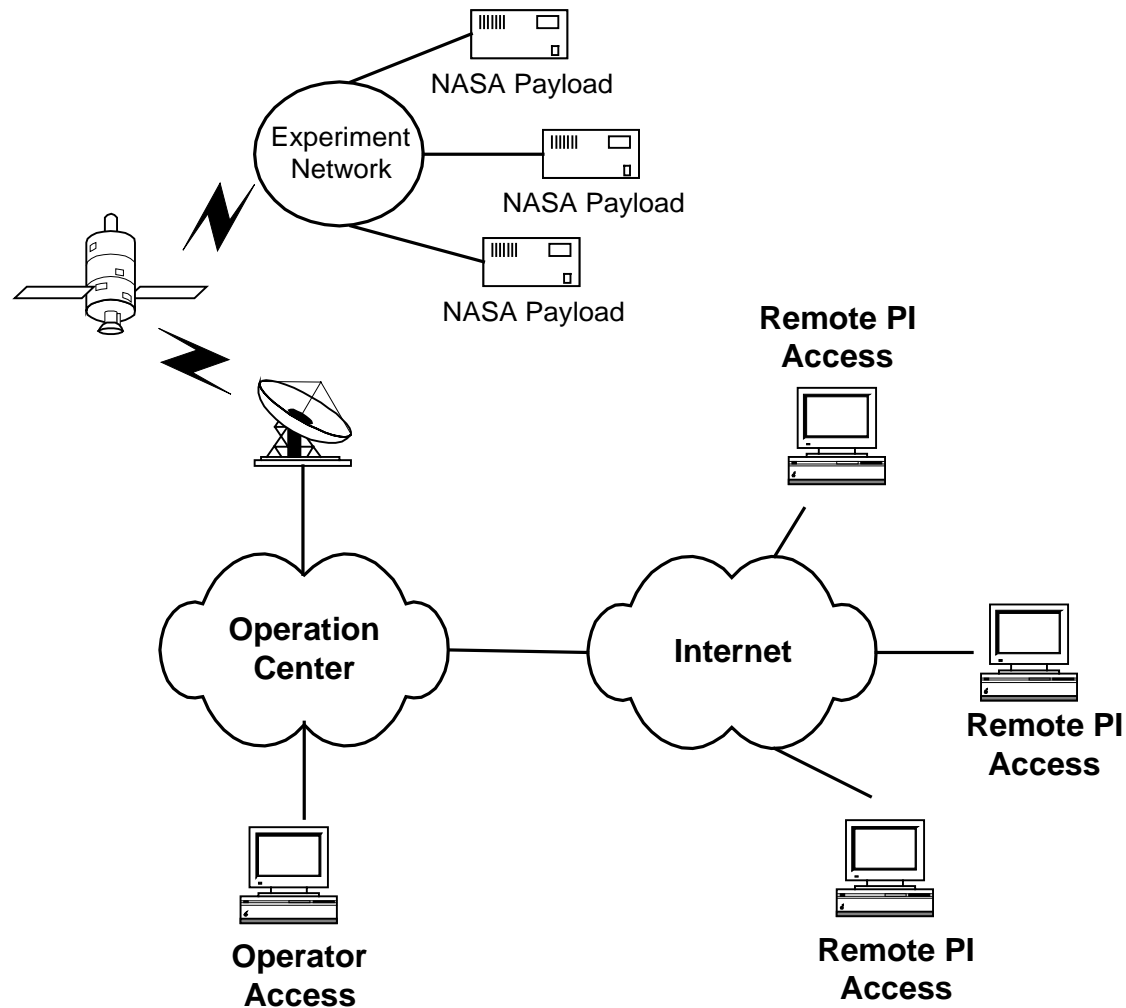 NASA Payload
Experiment
Network
NASA Payload
NASA Payload
Remote PI
Access
Operation
Center
Internet
Remote PI
Access
Operator
Access
Remote PI
Access